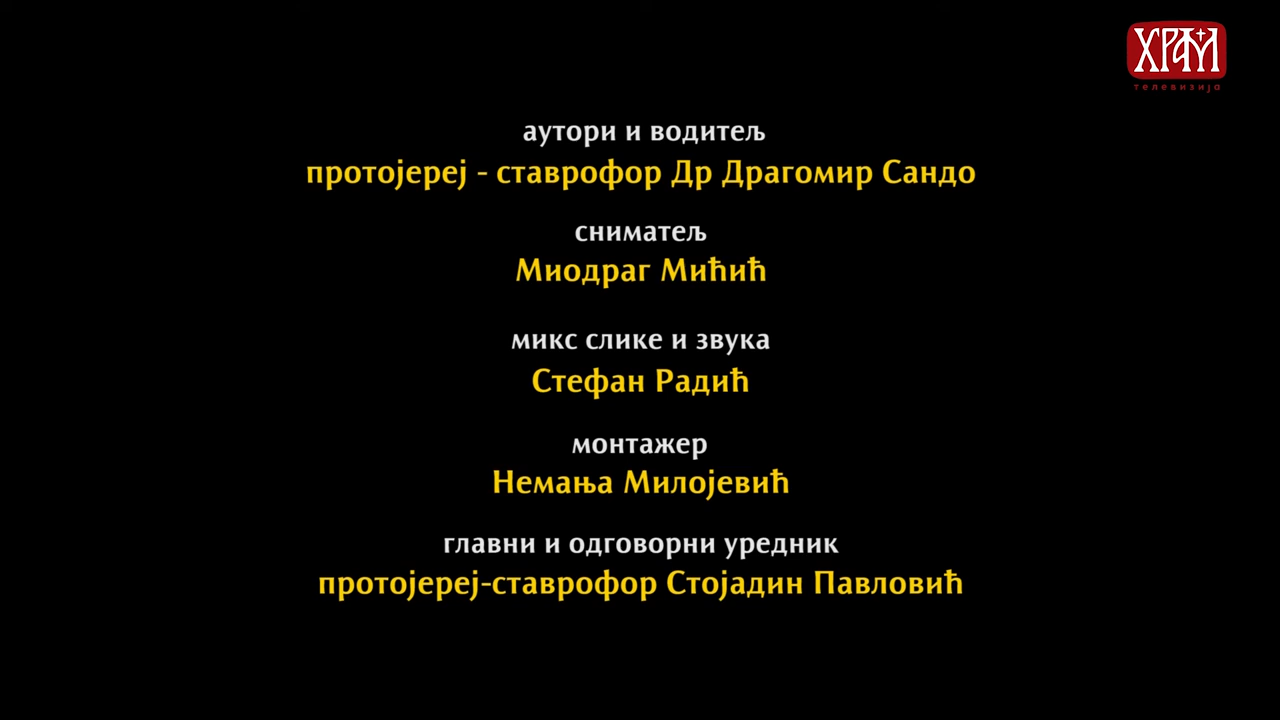 ХРАМ
телевизија
аутори и водитељ
протојереј - ставрофор Др Драгомир Сандо
сниматељ
Миодраг Мићић
микс слике и звука
Стефан Радић
монтажер
Немања Милојевић
главни и одговорни уредник
протојереј-ставрофор Стојадин Павловић